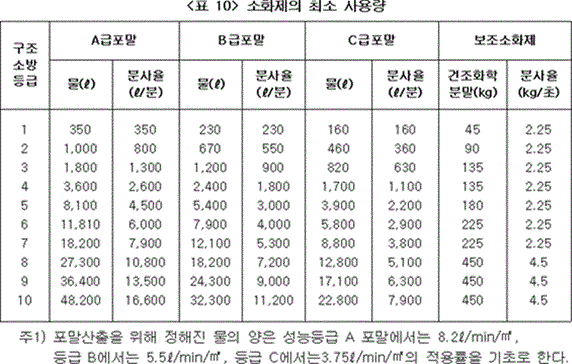 <표 10> 소화제의 최소 사용량
구조 소방 등급 A급포말 B급포말 C급포말 보조소화제
물(ℓ) 분사율 (ℓ/분) 물(ℓ) 분사율 (ℓ/분) 물(ℓ) 분사율 (ℓ/분) 건조화학 분말(kg) 분사율 (kg/초)
1 350 350 230 230 160 160 45 2.25
2 1,000 800 670 550 460 360 90 2.25
3 1,800 1,300 1,200 900 820 630 135 2.25
4 3,600 2,600 2,400 1,800 1,700 1,100 135 2.25
5 8,100 4,500 5,400 3,000 3,900 2,200 180 2.25
6 11,810 6,000 7,900 4,000 5,800 2,900 225 2.25
7 18,200 7,900 12,100 5,300 8,800 3,800 225 2.25
8 27,300 10,800 18,200 7,200 12,800 5,100 450 4.5
9 36,400 13,500 24,300 9,000 17,100 6,300 450 4.5
10 48,200 16,600 32,300 11,200 22,800 7,900 450 4.5
주1) 포말산출을 위해 정해진 물의 양은 성능등급 A 포말에서는 8.2ℓ/min/㎡,
등급 B에서는 5.5ℓ/min/㎡, 등급 C에서는3.75ℓ/min/㎡의 적용률을 기초로 한다.